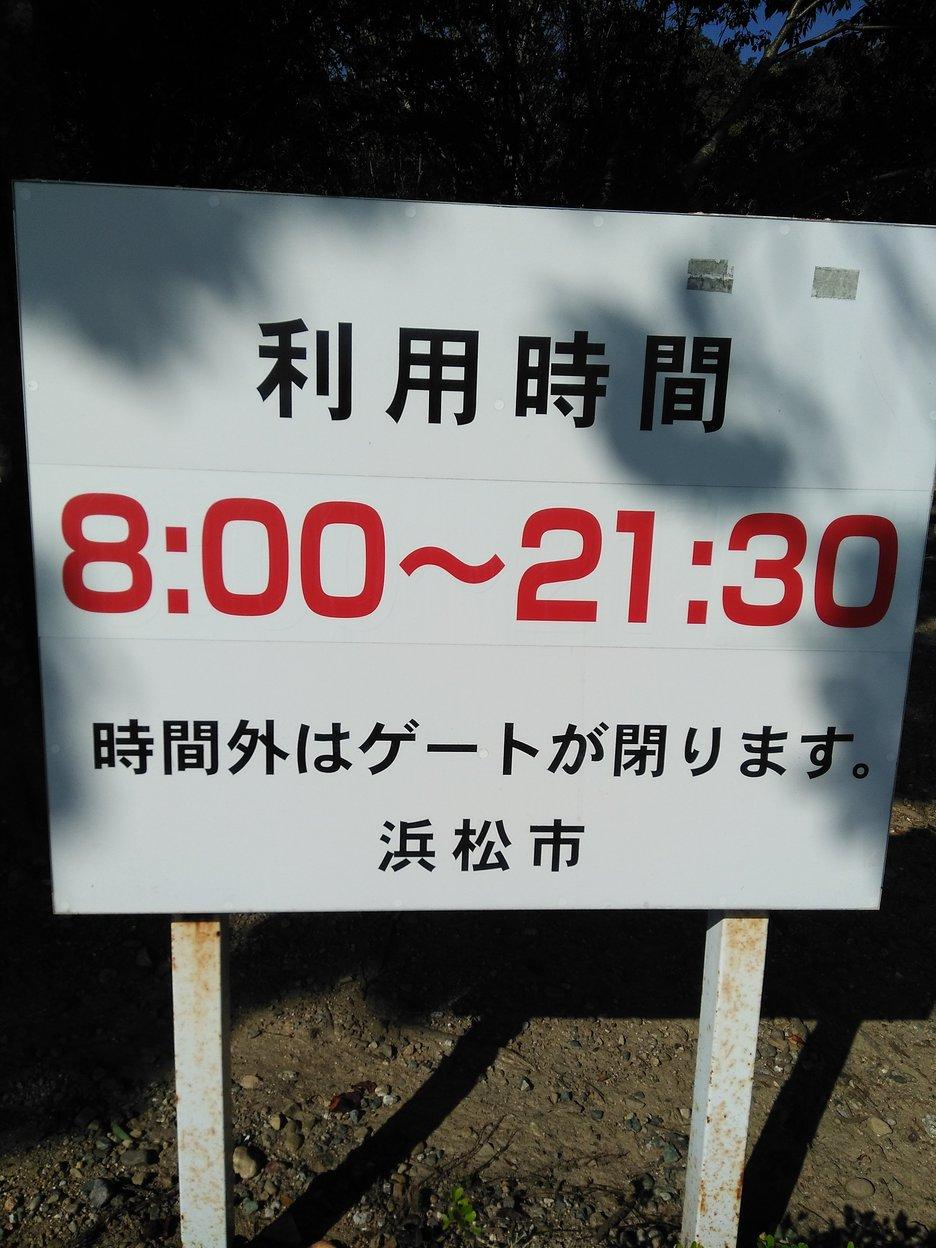 利用時間
8:00～21:30
時間外はゲートが閉ります。
浜松市